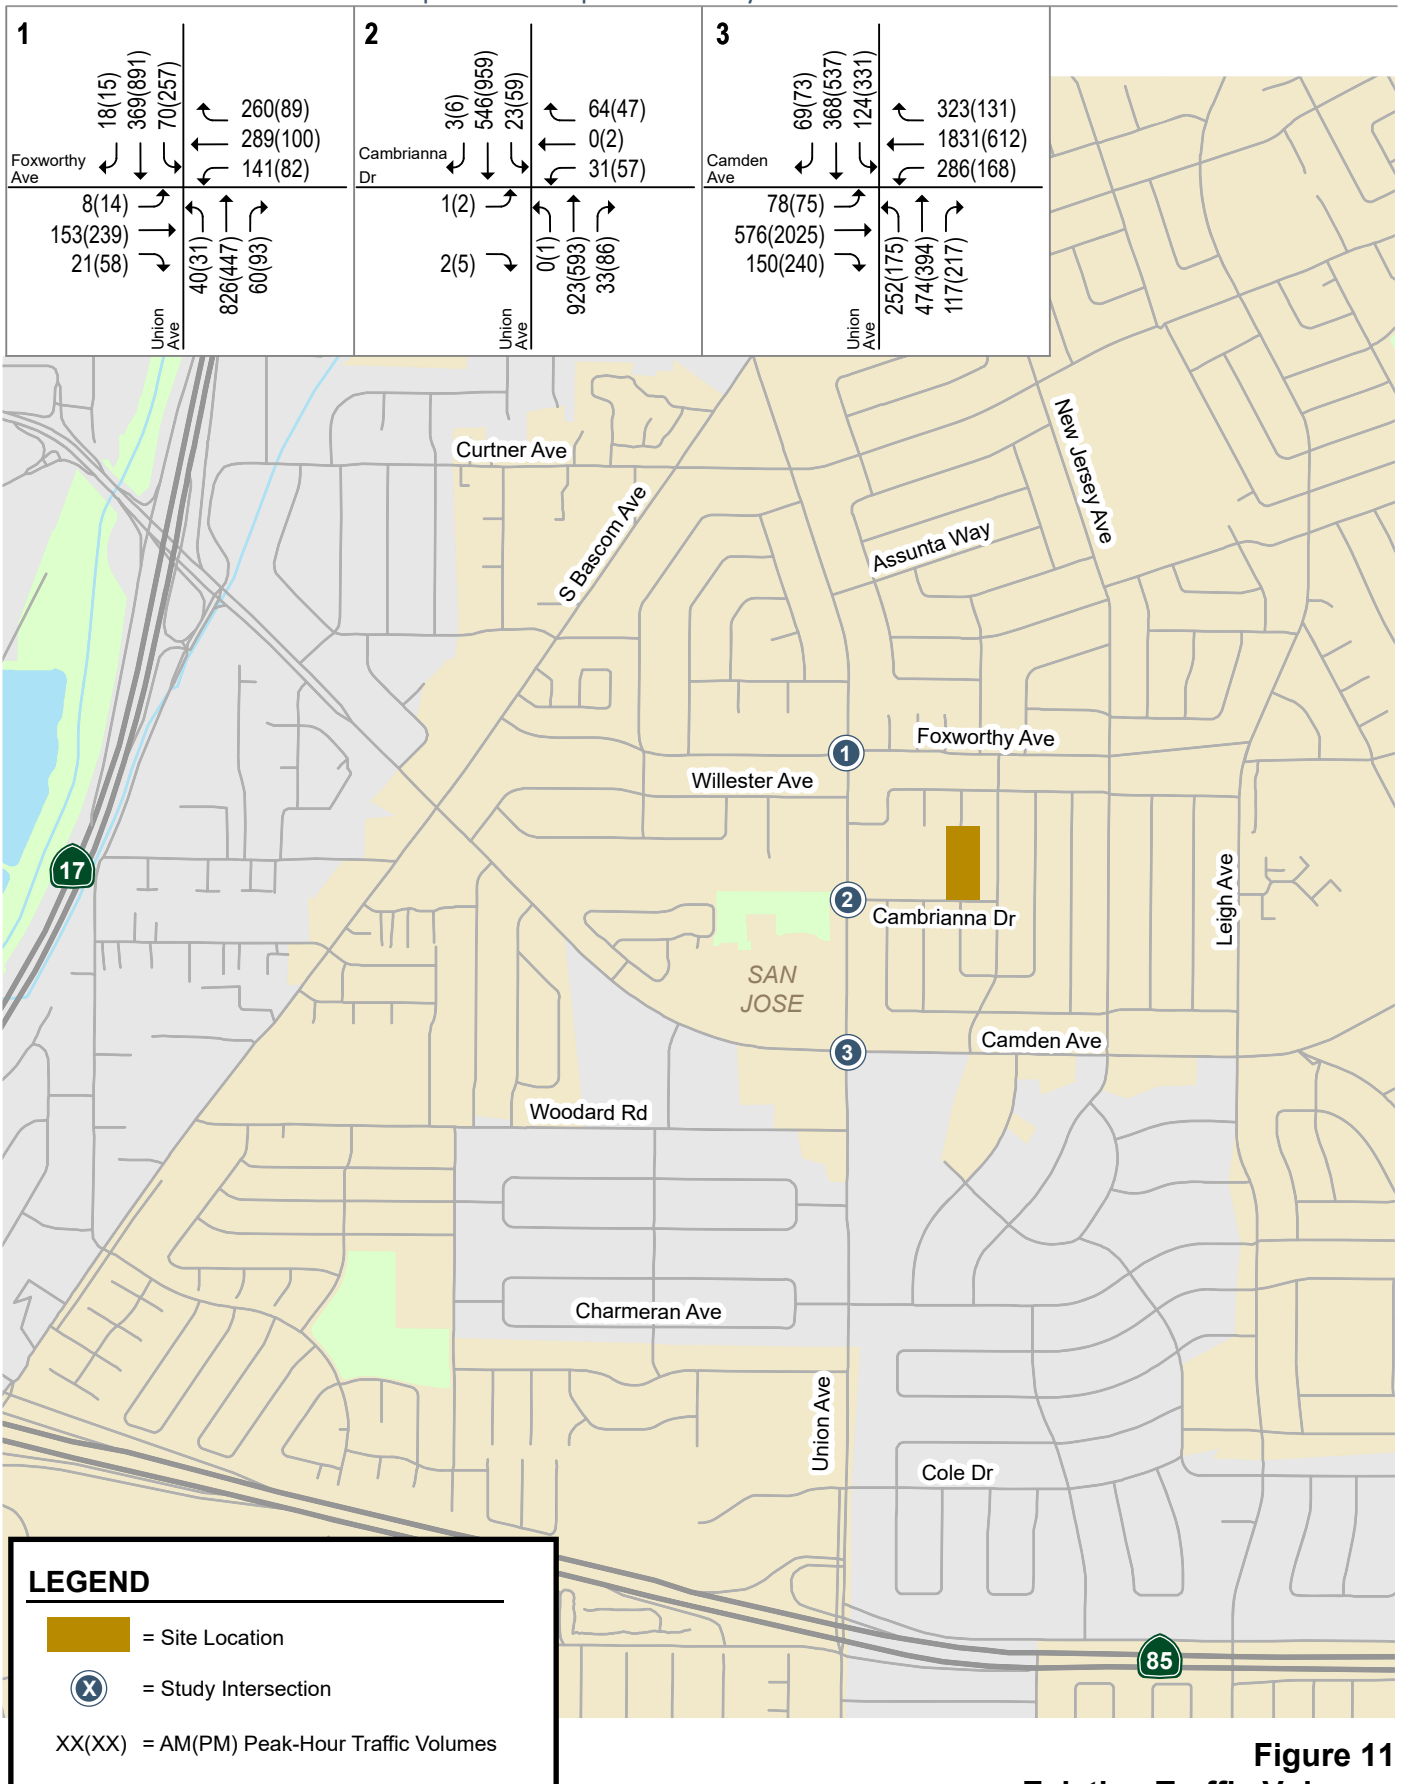 1
18(15)
369(891)
70(257)
260(89)
289(100)
141(82)
Foxworthy
Ave
8(14)
153(239)
21(58)
40(31)
826(447)
60(93)
Union
Ave
2
3(6)
546(959)
23(59)
64(47)
0(2)
31(57)
Cambrianna
Dr
1(2)
2(5)
0(1)
923(593)
33(86)
Union
Ave
3
69(73)
368(537)
124(331)
323(131)
1831(612)
286(168)
Camden
Ave
78(75)
576(2025)
150(240)
252(175)
474(394)
117(217)
Union
Ave
Curtner Ave
New Jersey Ave
S Bascom Ave
Assunta Way
Foxworthy Ave
1
Willester Ave
17
Leigh Ave
2
Cambrianna Dr
SAN
JOSE
3
Camden Ave
Woodard Rd
Charmeran Ave
Union Ave
Cole Dr
85
LEGEND
= Site Location
X = Study Intersection
XX(XX) = AM(PM) Peak-Hour Traffic Volumes
Figure 11